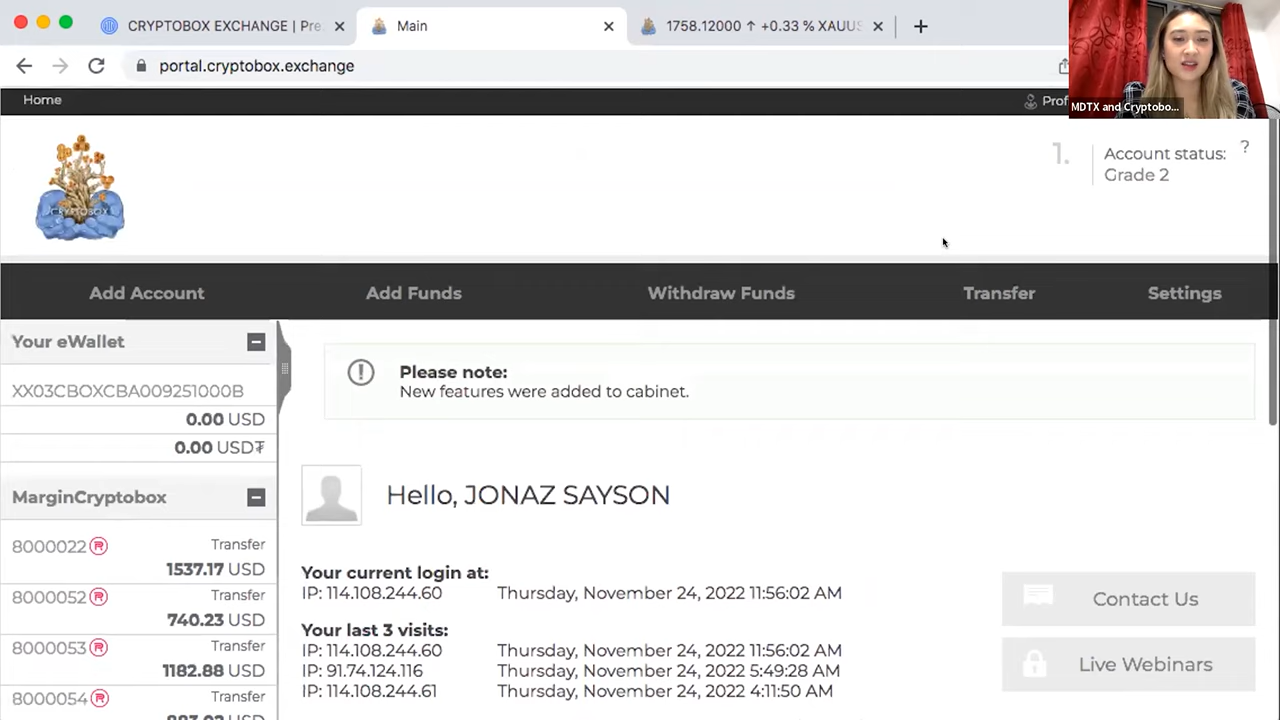 CRYPTOBOX EXCHANGE | Pre
Main
1758.12000 ↑ +0.33 % XAUUS
portal.cryptobox.exchange
Home
Prof
MDTX and Cryptobo...
CRYPTOBOX
1.
Account status:
Grade 2
?
Add Account
Add Funds
Withdraw Funds
Transfer
Settings
Your eWallet
XX03CBOXCBA009251000B
0.00 USD
0.00 USD₮
MarginCryptobox
8000022 R Transfer
1537.17 USD
8000052 R Transfer
740.23 USD
8000053 R Transfer
1182.88 USD
8000054 R Transfer
Please note:
New features were added to cabinet.
Hello, JONAZ SAYSON
Your current login at:
IP: 114.108.244.60 Thursday, November 24, 2022 11:56:02 AM
Your last 3 visits:
IP: 114.108.244.60 Thursday, November 24, 2022 11:56:02 AM
IP: 91.74.124.116 Thursday, November 24, 2022 5:49:28 AM
IP: 114.108.244.61 Thursday, November 24, 2022 4:11:50 AM
Contact Us
Live Webinars